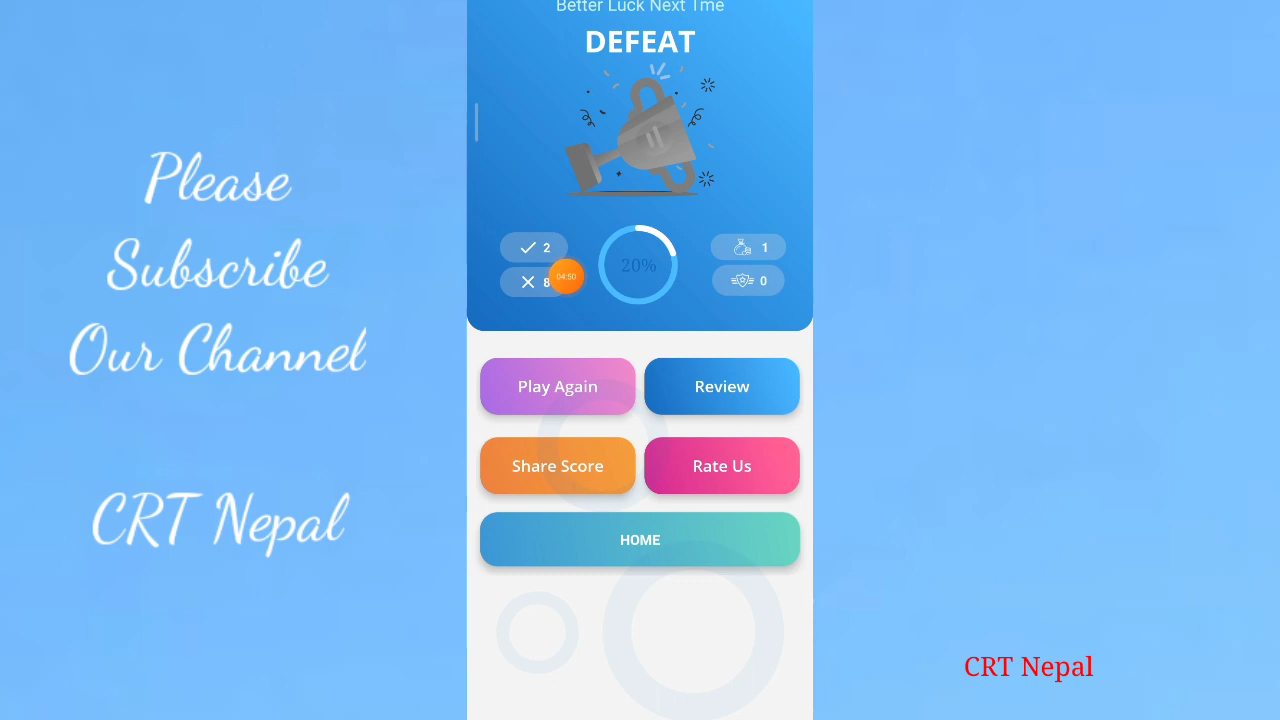 Better Luck Next Tme
DEFEAT
2
8
04:50
20%
1
0
Play Again
Review
Share Score
Rate Us
HOME
Please
Subscribe
Our Channel
CRT Nepal
CRT Nepal